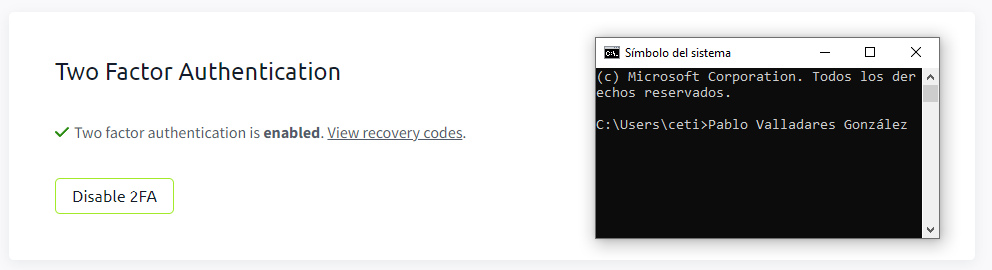 Two Factor Authentication
Two factor authentication is enabled. View recovery codes.
Disable 2FA
Símbolo del sistema
(c) Microsoft Corporation. Todos los der
echos reservados.
C:\Users\ceti>Pablo Valladares González